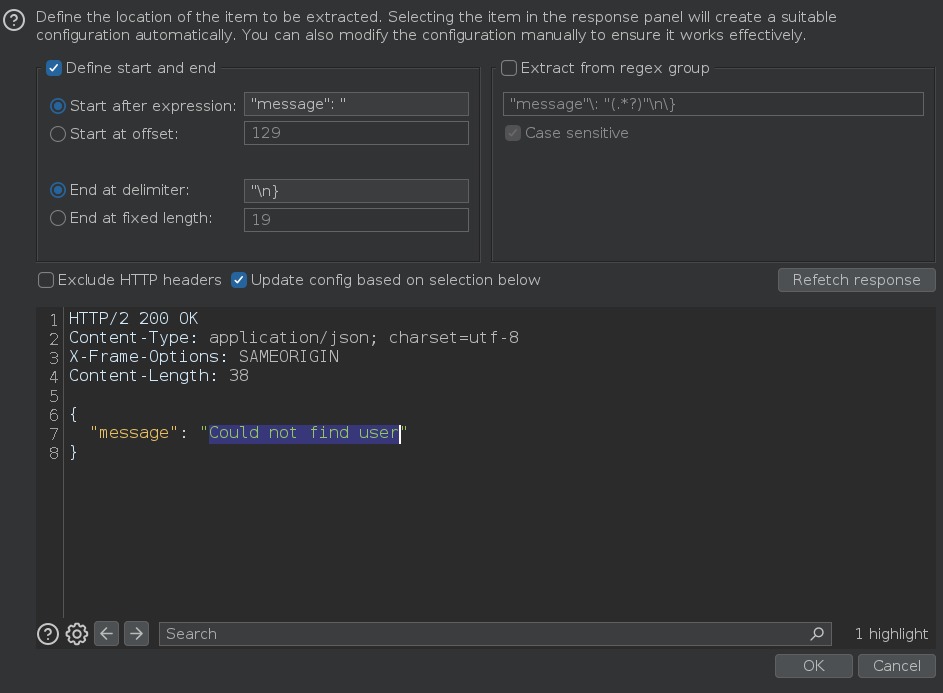 Define the location of the item to be extracted. Selecting the item in the response panel will create a suitable
configuration automatically. You can also modify the configuration manually to ensure it works effectively.
Define start and end
Start after expression: "message": "
Start at offset: 129
End at delimiter: "\n}
End at fixed length: 19
Extract from regex group
"message"\: "(.*?)"\n\}
Case sensitive
Exclude HTTP headers Update config based on selection below Refetch response
1 HTTP/2 200 OK
2 Content-Type: application/json; charset=utf-8
3 X-Frame-Options: SAMEORIGIN
4 Content-Length: 38
5
6 {
7 "message": "Could not find user"
8 }
Search 1 highlight
OK Cancel